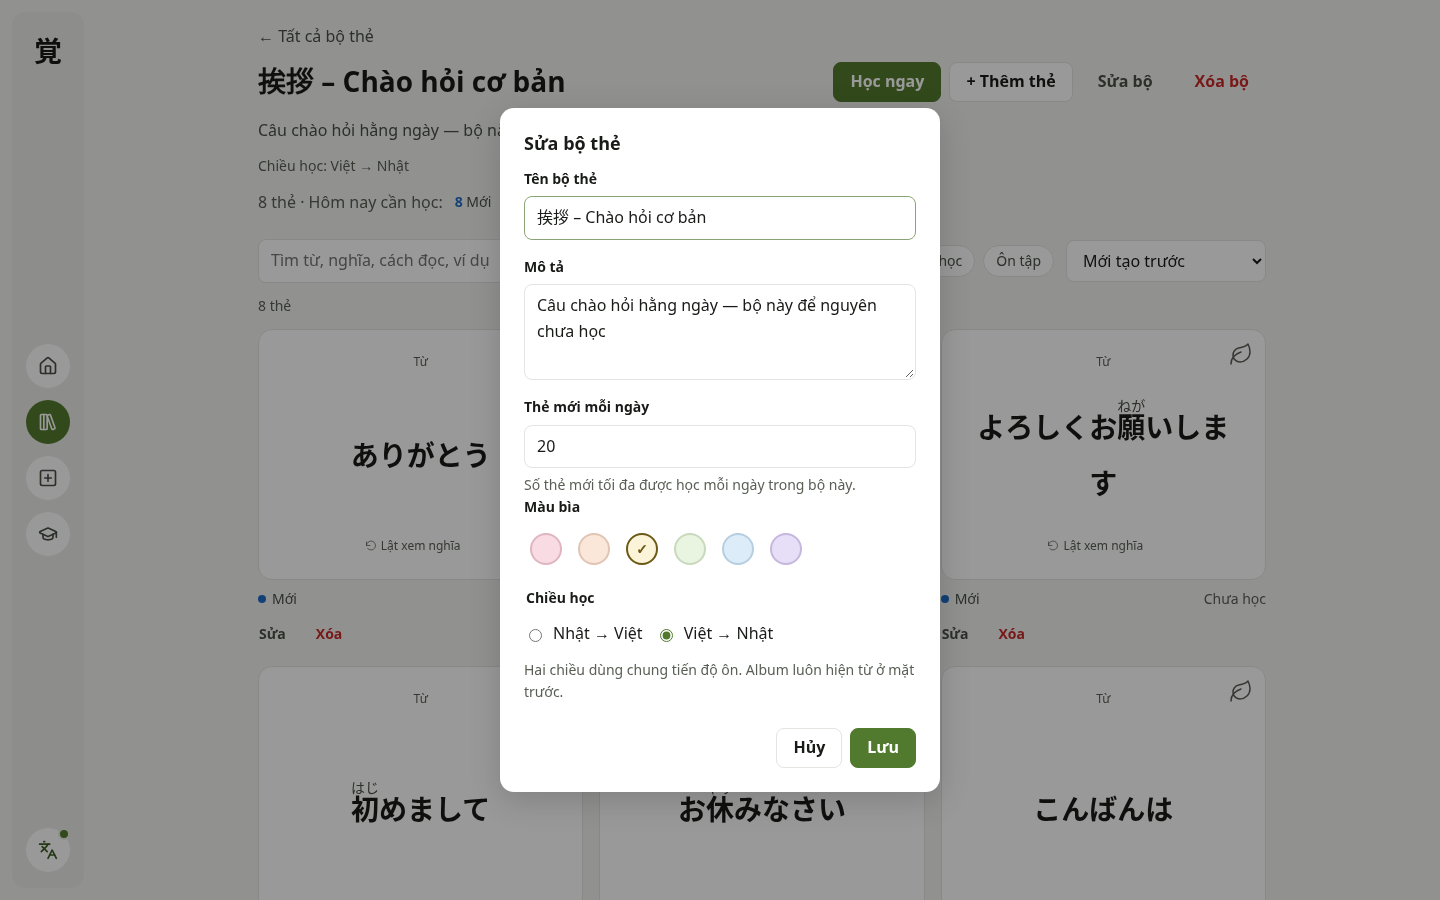 覚
← Tất cả bộ thẻ
挨拶 – Chào hỏi cơ bản
Học ngay
+ Thêm thẻ
Sửa bộ
Xóa bộ
Câu chào hỏi hằng ngày — bộ
Chiều học: Việt → Nhật
8 thẻ · Hôm nay cần học: 8 Mới
Tìm từ, nghĩa, cách đọc, ví dụ
học
Ôn tập
Mới tạo trước
8 thẻ
Từ
ありがとう
Lật xem nghĩa
Mới
Sửa
Xóa
Từ
ねが
よろしくお願いしま
す
Lật xem nghĩa
Mới
Chưa học
Sửa
Xóa
Từ
はじ
初めまして
お休みなさい
Từ
こんばんは
Sửa bộ thẻ
Tên bộ thẻ
挨拶 – Chào hỏi cơ bản
Mô tả
Câu chào hỏi hằng ngày — bộ này để nguyên
chưa học
Thẻ mới mỗi ngày
20
Số thẻ mới tối đa được học mỗi ngày trong bộ này.
Màu bìa
✓
Chiều học
Nhật → Việt
Việt → Nhật
Hai chiều dùng chung tiến độ ôn. Album luôn hiện từ ở mặt
trước.
Hủy
Lưu